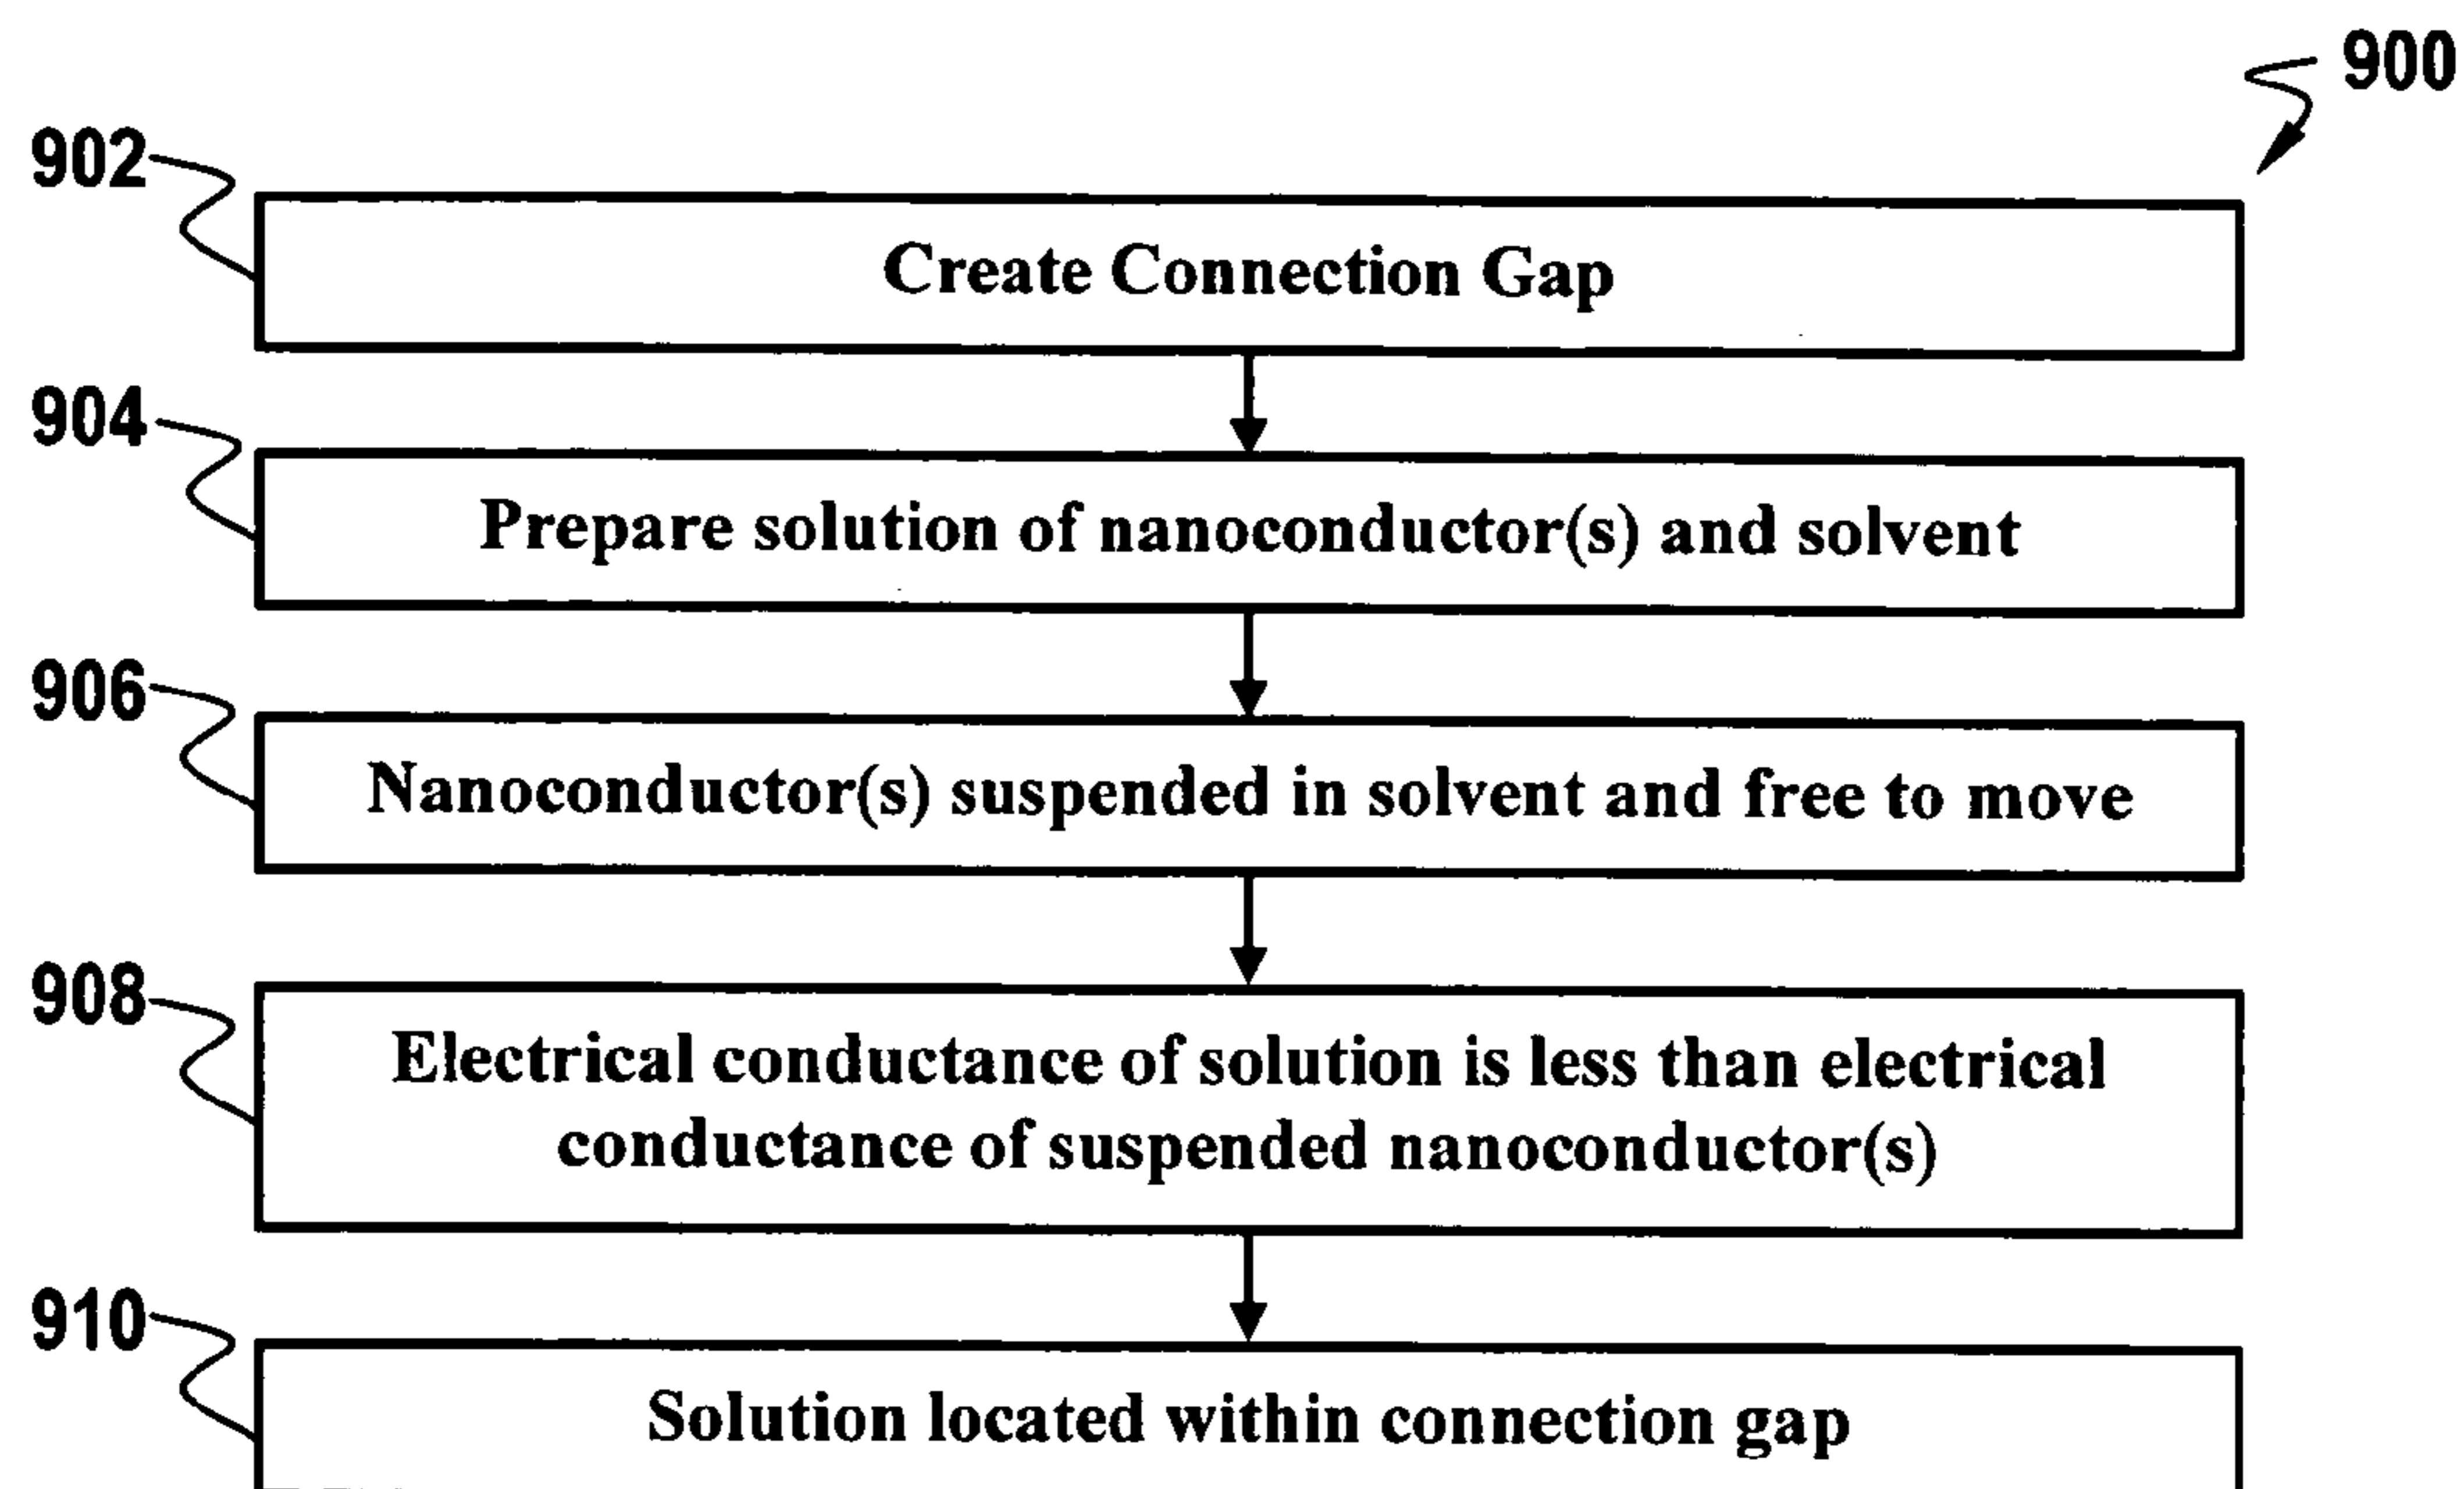 900
902
Create Connection Gap
904
Prepare solution of nanoconductor(s) and solvent
906
Nanoconductor(s) suspended in solvent and free to move
908
Electrical conductance of solution is less than electrical
conductance of suspended nanoconductor(s)
910
Solution located within connection gap